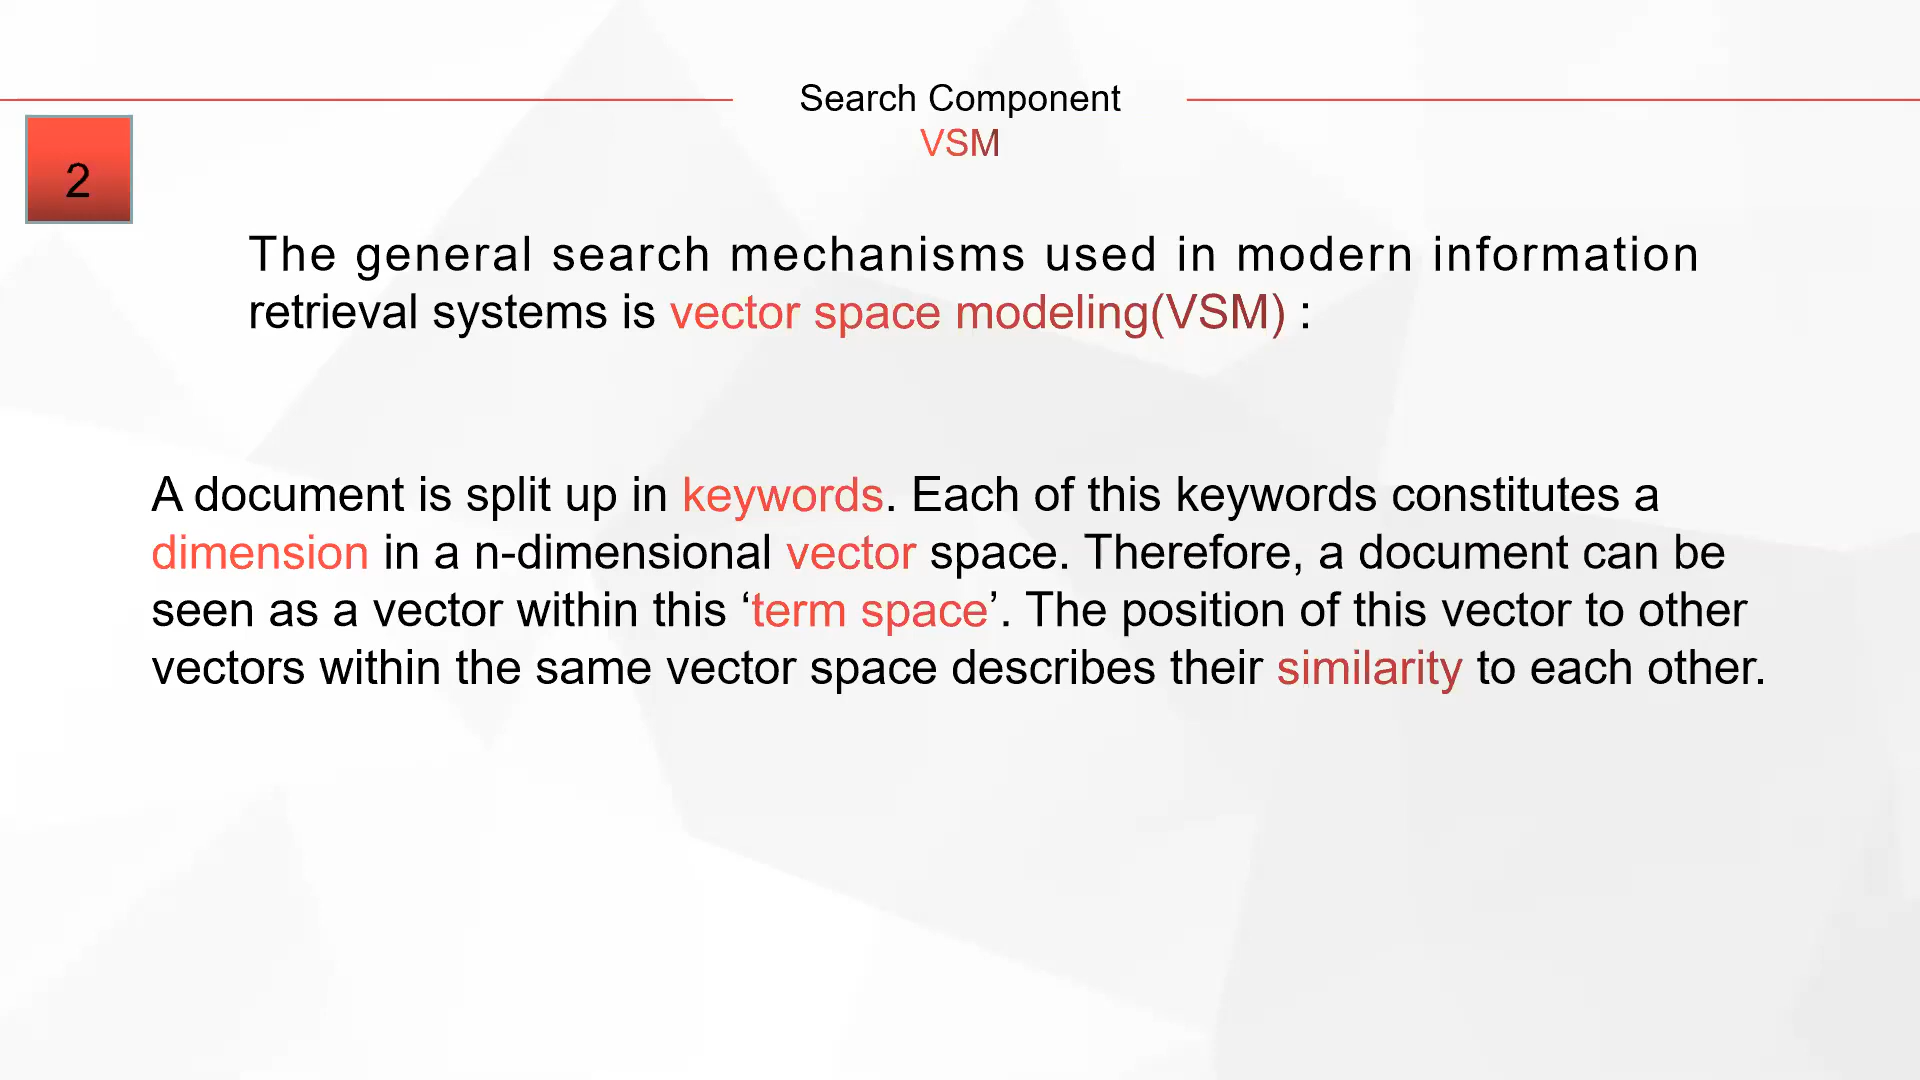 Search Component
VSM
2
The general search mechanisms used in modern information
retrieval systems is vector space modeling(VSM) :
A document is split up in keywords. Each of this keywords constitutes a
dimension in a n-dimensional vector space. Therefore, a document can be
seen as a vector within this ‘term space’. The position of this vector to other
vectors within the same vector space describes their similarity to each other.